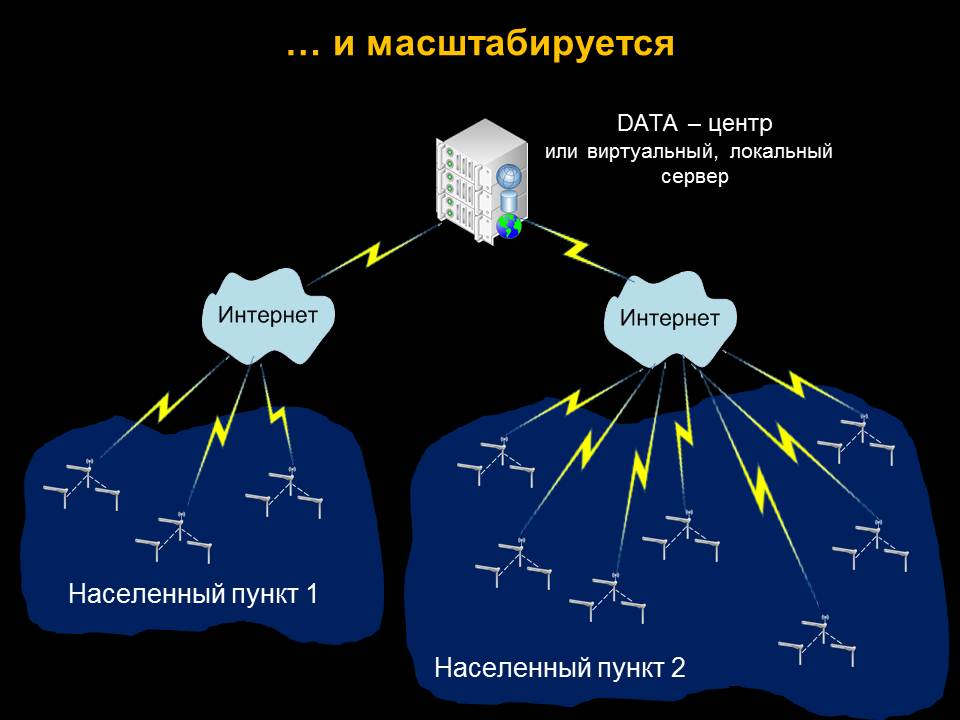 … и масштабируется
DATA – центр
или виртуальный, локальный
сервер
Интернет
Интернет
Населенный пункт 1
Населенный пункт 2